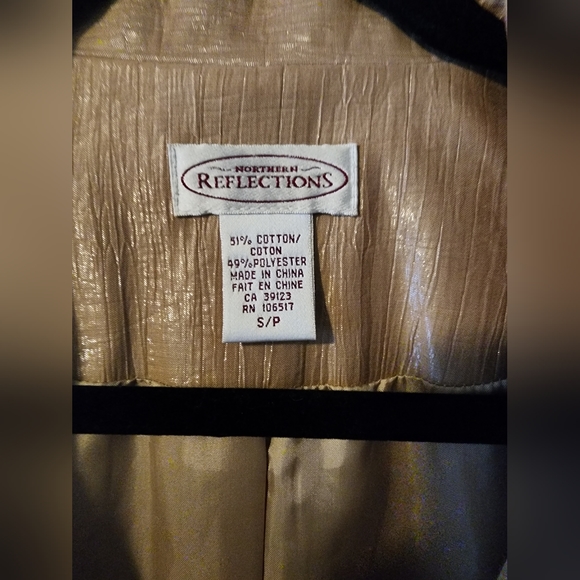 NORTHERN
REFLECTIONS
51% COTTON/
COTON
49%POLYESTER
MADE IN CHINA
FAIT EN CHINE
CA 39123
RN 106517
S/P